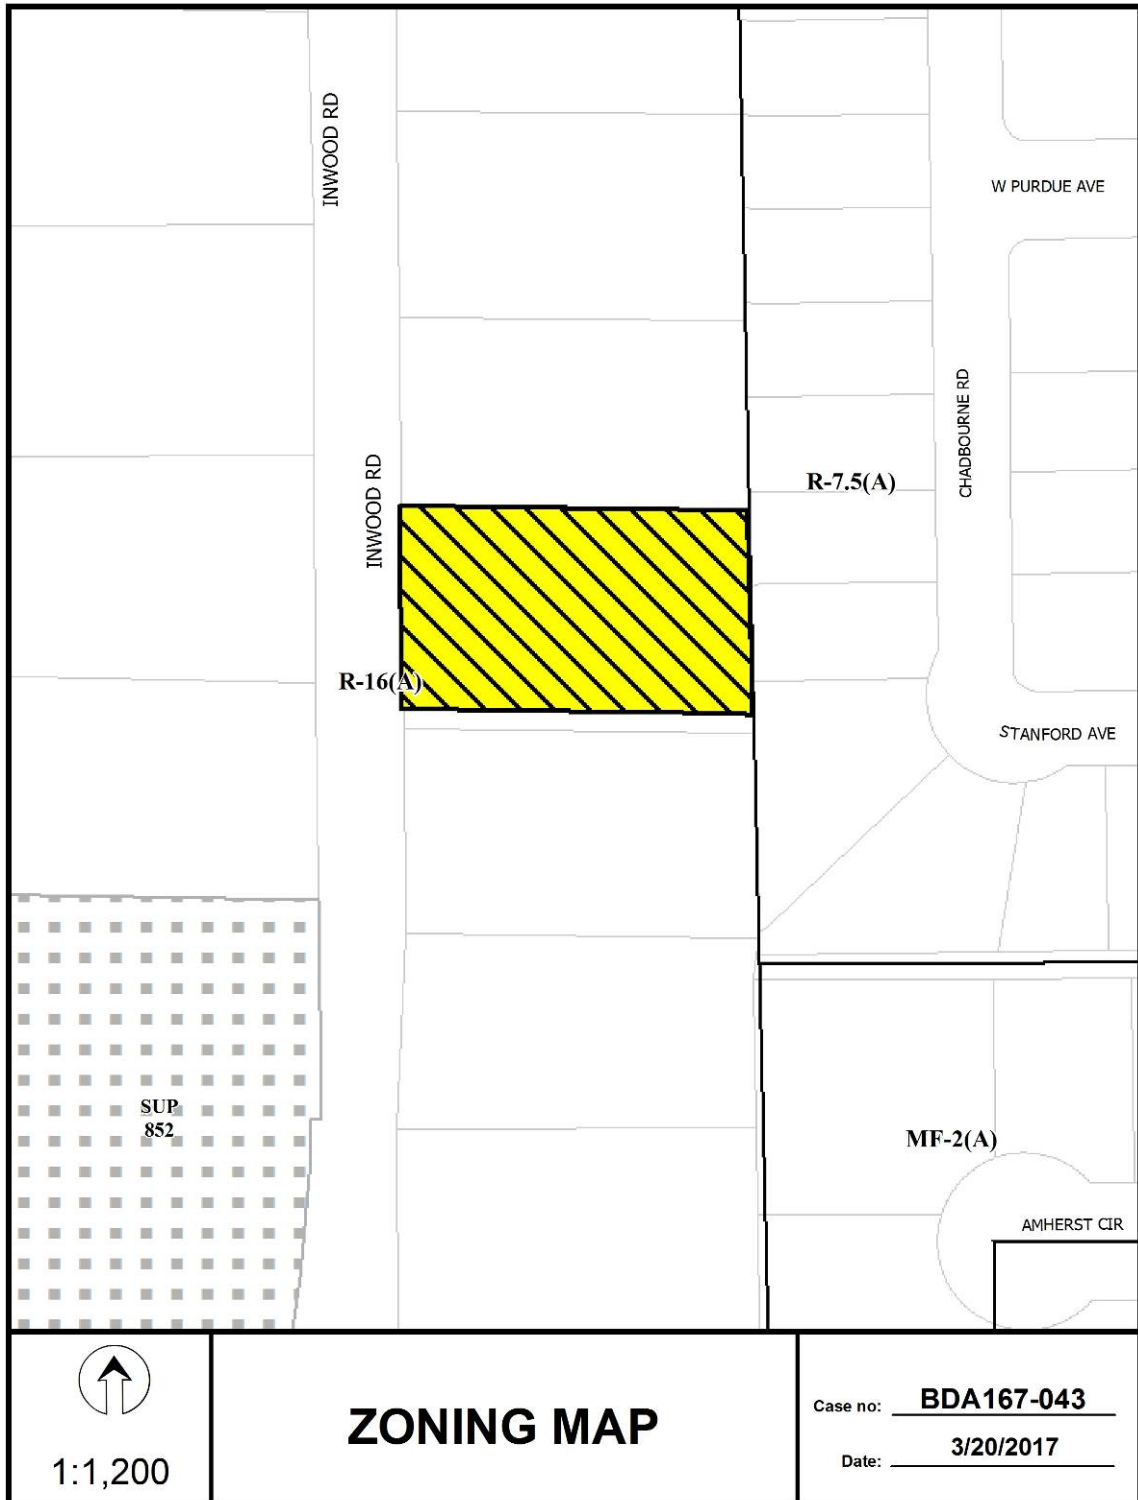 INWOOD RD
W PURDUE AVE
CHADBOURNE RD
INWOOD RD
R-7.5(A)
R-16(A)
STANFORD AVE
SUP
852
MF-2(A)
AMHERST CIR
1:1,200
ZONING MAP
Case no: BDA167-043
Date: 3/20/2017